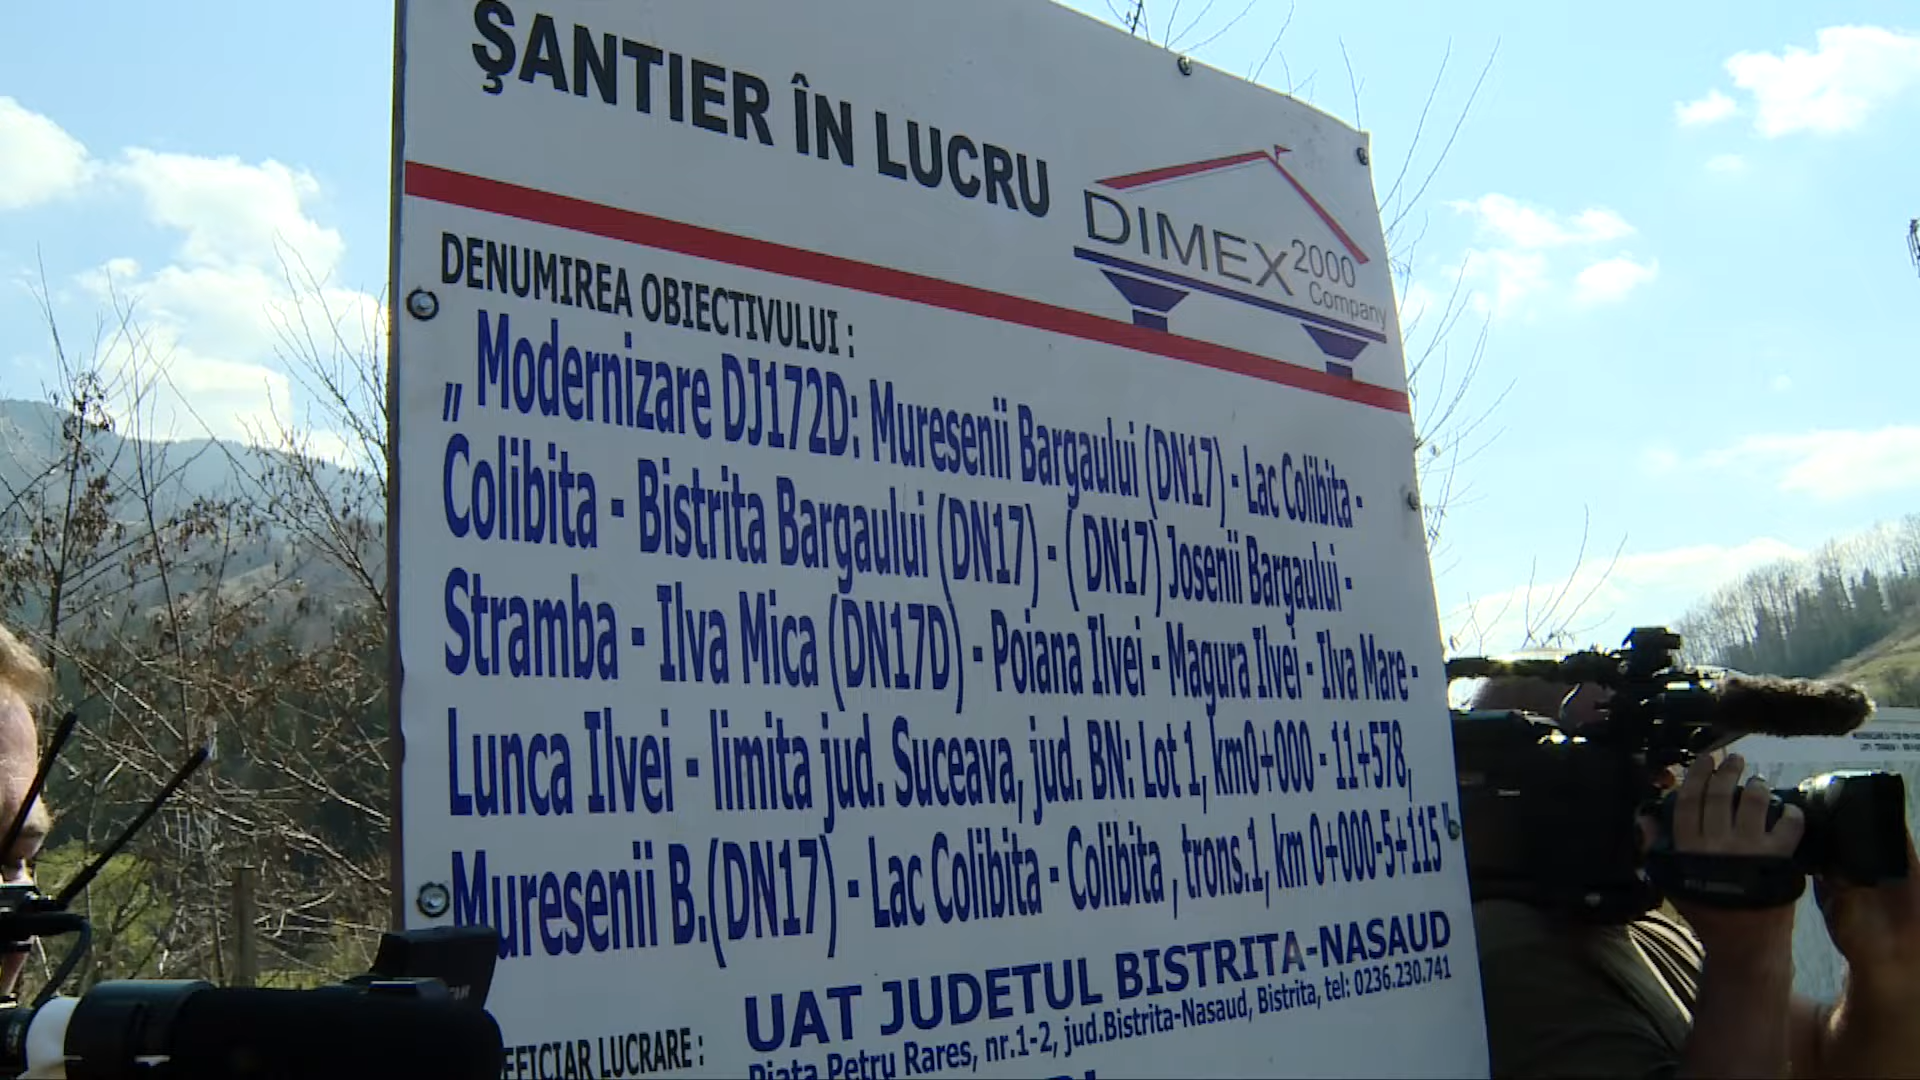 ŞANTIER ÎN LUCRU
DIMEX 2000
Company
DENUMIREA OBIECTIVULUI :
„ Modernizare DJ172D: Muresenii Bargaului (DN17) - Lac Colibita -
Colibita - Bistrita Bargaului (DN17) - ( DN17) Josenii Bargaului -
Stramba - Ilva Mica (DN17D) - Poiana Ilvei - Magura Ilvei - Ilva Mare -
Lunca Ilvei - limita jud. Suceava, jud. BN: Lot 1, km0+000 - 11+578,
Muresenii B.(DN17) - Lac Colibita - Colibita , trons.1, km 0+000-5+115"
EFICIAR LUCRARE :
UAT JUDETUL BISTRITA-NASAUD
Piata Petru Rares, nr.1-2, jud.Bistrita-Nasaud, Bistrita, tel: 0236.230.741